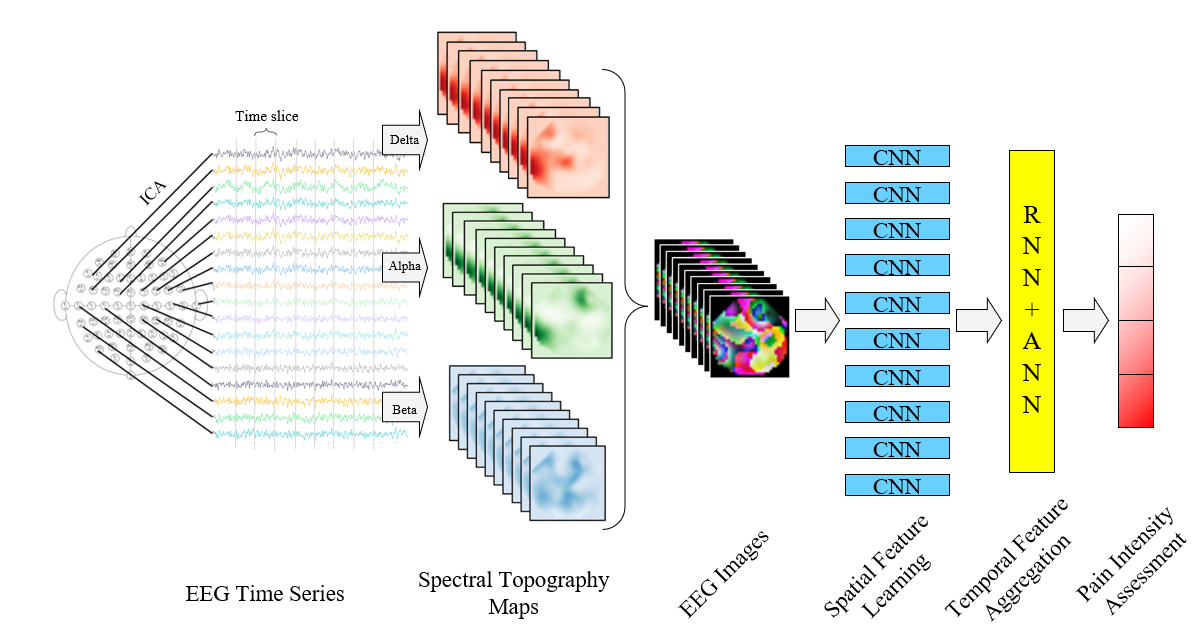 Time slice
ICA
Delta
Alpha
Beta
CNN
CNN
CNN
CNN
CNN
CNN
CNN
CNN
CNN
CNN
R
N
N
+
A
N
N
EEG Time Series
Spectral Topography
Maps
EEG Images
Spatial Feature
Learning
Temporal Feature
Aggregation
Pain Intensity
Assessment